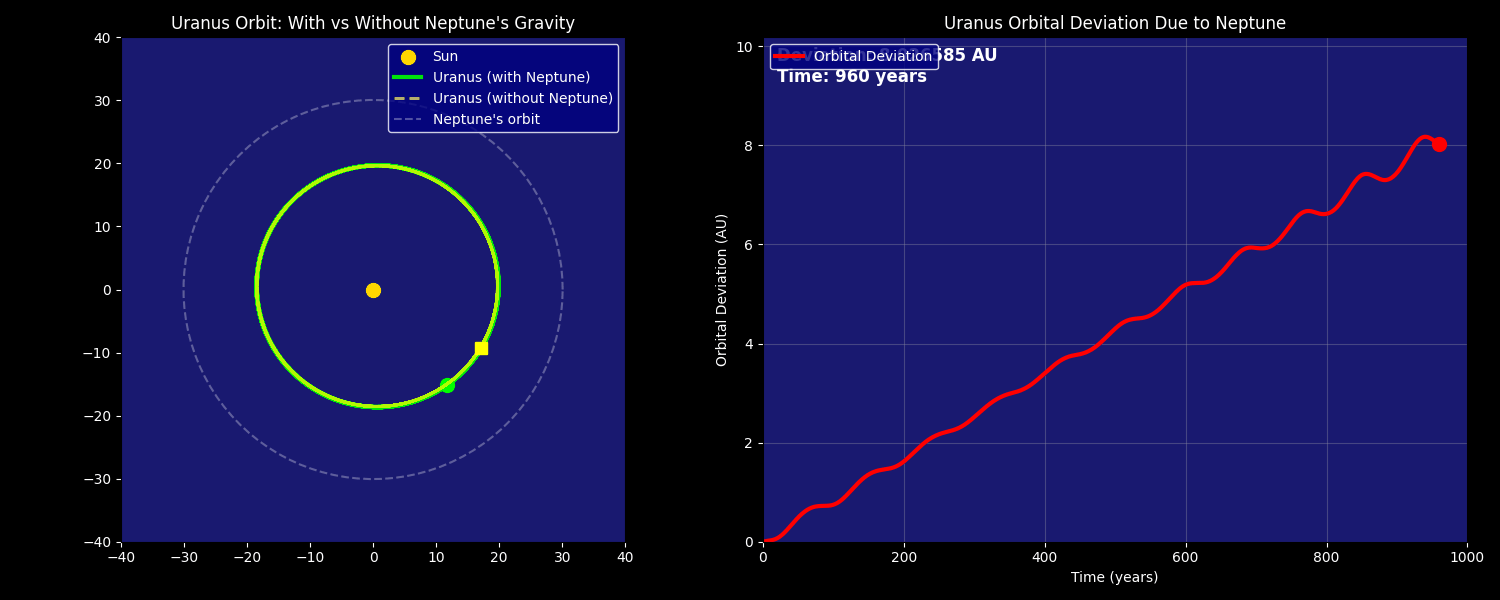 Uranus Orbit: With vs Without Neptune's Gravity
40
30
20
10
0
−10
−20
−30
−40
−40
−30
−20
−10
0
10
20
30
40
Sun
Uranus (with Neptune)
Uranus (without Neptune)
Neptune's orbit
Uranus Orbital Deviation Due to Neptune
Orbital Deviation (AU)
10
8
6
4
2
0
Deviation: 585 AU
Orbital Deviation
Time: 960 years
0
200
400
600
800
1000
Time (years)